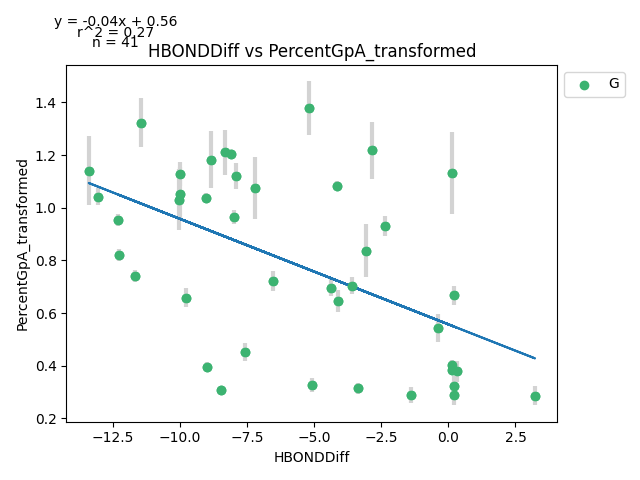 y = -0.04x + 0.56
r^2 = 0.27
n = 41
HBONDDiff vs PercentGpA_transformed
G
PercentGpA_transformed
1.4
1.2
1.0
0.8
0.6
0.4
0.2
−12.5 −10.0 −7.5 −5.0 −2.5 0.0 2.5
HBONDDiff